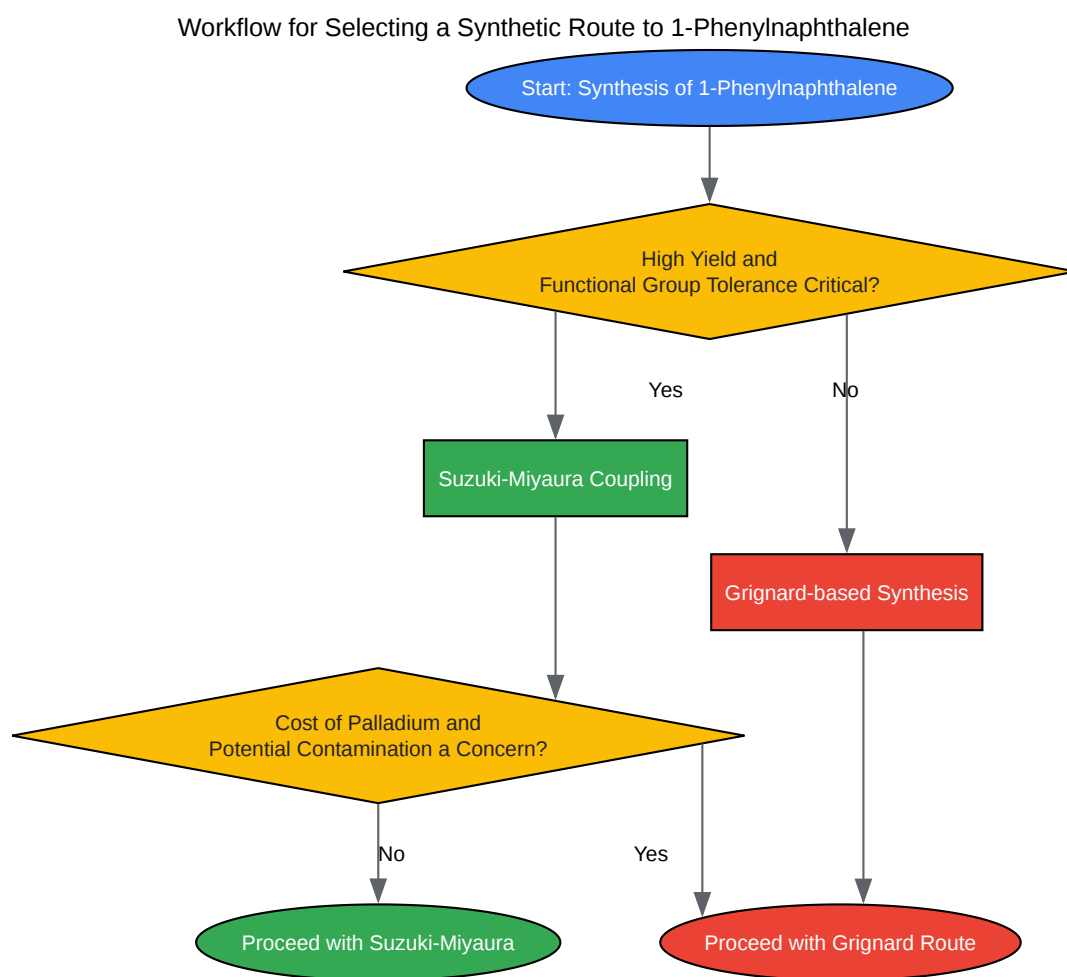 Workflow for Selecting a Synthetic Route to 1-Phenylnaphthalene
Start: Synthesis of 1-Phenylnaphthalene
High Yield and
Functional Group Tolerance Critical?
Yes
No
Suzuki-Miyaura Coupling
Grignard-based Synthesis
Cost of Palladium and
Potential Contamination a Concern?
No
Yes
Proceed with Suzuki-Miyaura
Proceed with Grignard Route